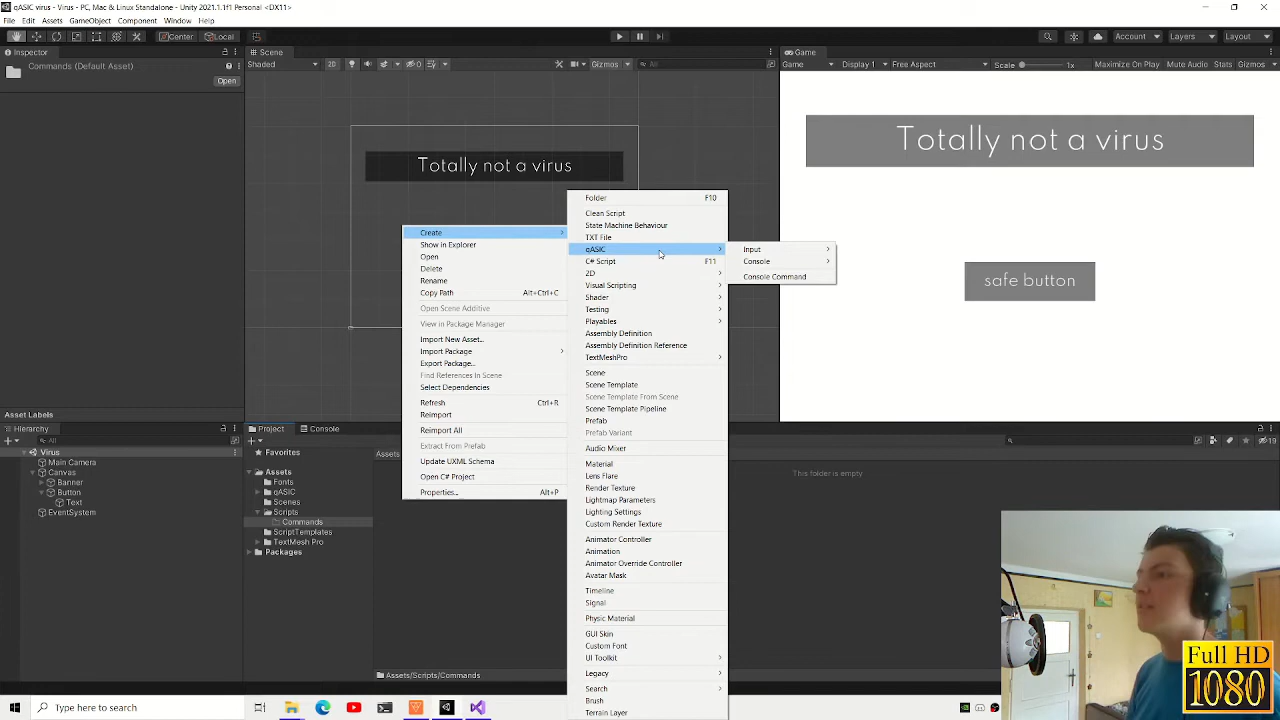 qASIC virus - Virus - PC, Mac & Linux Standalone - Unity 2021.1.1f1 Personal <DX11>
File Edit Assets GameObject Component Window Help
Center Local Account Layers Layout
Inspector
Commands (Default Asset)
Open
Asset Labels
Scene
Shaded 2D 0 Gizmos All
Totally not a virus
Game
Game Display 1 Free Aspect Scale 1x Maximize On Play Mute Audio Stats Gizmos
Totally not a virus
safe button
Create
Show in Explorer
Open
Delete
Rename
Copy Path Alt+Ctrl+C
Open Scene Additive
View in Package Manager
Import New Asset...
Import Package
Export Package...
Find References In Scene
Select Dependencies
Refresh Ctrl+R
Reimport
Reimport All
Extract From Prefab
Update UXML Schema
Open C# Project
Properties... Alt+P
Folder F10
Clean Script
State Machine Behaviour
TXT File
qASIC
C# Script F11
2D
Visual Scripting
Shader
Testing
Playables
Assembly Definition
Assembly Definition Reference
TextMeshPro
Scene
Scene Template
Scene Template From Scene
Scene Template Pipeline
Prefab
Prefab Variant
Audio Mixer
Material
Lens Flare
Render Texture
Lightmap Parameters
Lighting Settings
Custom Render Texture
Animator Controller
Animation
Animator Override Controller
Avatar Mask
Timeline
Signal
Physic Material
GUI Skin
Custom Font
UI Toolkit
Legacy
Search
Brush
Terrain Layer
Input
Console
Console Command
Hierarchy
All
Virus
Main Camera
Canvas
Banner
Button
Text
EventSystem
Project Console
Favorites
Assets
Fonts
qASIC
Scenes
Scripts
Commands
ScriptTemplates
TextMesh Pro
Packages
Assets
This folder is empty
Assets/Scripts/Commands
Full HD
1080
Type here to search